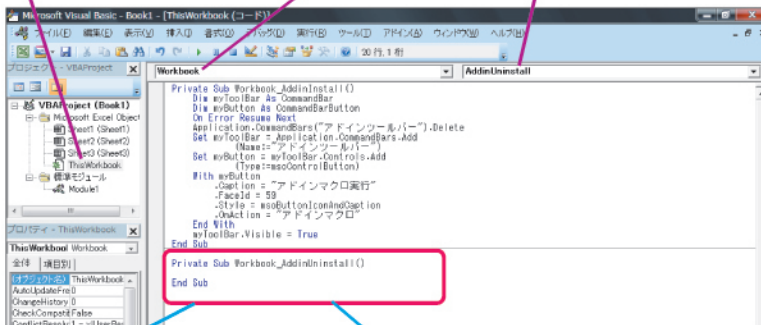 Microsoft Visual Basic - Book1 - [ThisWorkbook (コード)]
ファイル(F) 編集(E) 表示(V) 挿入(I) 書式(O) デバッグ(D) 実行(R) ツール(T) アドイン(A) ウィンドウ(W) ヘルプ(H)
20 行, 1 桁
プロジェクト - VBAProject
Workbook
AddinUninstall
VBAProject (Book1)
Microsoft Excel Object
Sheet1 (Sheet1)
Sheet2 (Sheet2)
Sheet3 (Sheet3)
ThisWorkbook
標準モジュール
Module1
プロパティ - ThisWorkbook
ThisWorkbool Workbook
全体 項目別
(オブジェクト名) ThisWorkbook
AutoUpdateFre 0
ChangeHistory 0
CheckCompatit False
Private Sub Workbook_AddinInstall()
Dim myToolBar As CommandBar
Dim myButton As CommandBarButton
On Error Resume Next
Application.CommandBars("アドインツールバー").Delete
Set myToolBar = Application.CommandBars.Add
(Name:="アドインツールバー")
Set myButton = myToolBar.Controls.Add
(Type:=msoControlButton)
With myButton
.Caption = "アドインマクロ実行"
.FaceId = 59
.Style = msoButtonIconAndCaption
.OnAction = "アドインマクロ"
End With
myToolBar.Visible = True
End Sub
Private Sub Workbook_AddinUninstall()
End Sub